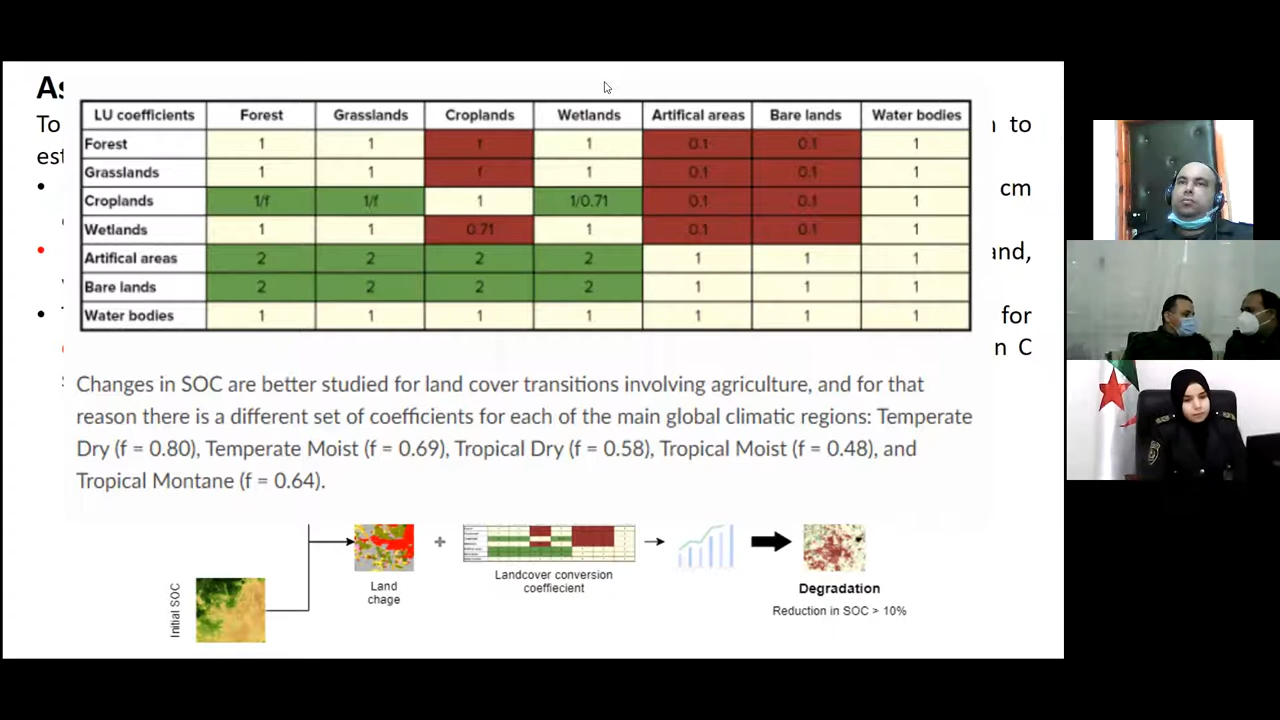 As
To
n to
est
cm
and,
for
n C
LU coefficients Forest Grasslands Croplands Wetlands Artifical areas Bare lands Water bodies
Forest 1 1 f 1 0.1 0.1 1
Grasslands 1 1 f 1 0.1 0.1 1
Croplands 1/f 1/f 1 1/0.71 0.1 0.1 1
Wetlands 1 1 0.71 1 0.1 0.1 1
Artifical areas 2 2 2 2 1 1 1
Bare lands 2 2 2 2 1 1 1
Water bodies 1 1 1 1 1 1 1
Changes in SOC are better studied for land cover transitions involving agriculture, and for that
reason there is a different set of coefficients for each of the main global climatic regions: Temperate
Dry (f = 0.80), Temperate Moist (f = 0.69), Tropical Dry (f = 0.58), Tropical Moist (f = 0.48), and
Tropical Montane (f = 0.64).
Initial SOC
Land
chage
Landcover conversion
coeffiecient
Degradation
Reduction in SOC > 10%